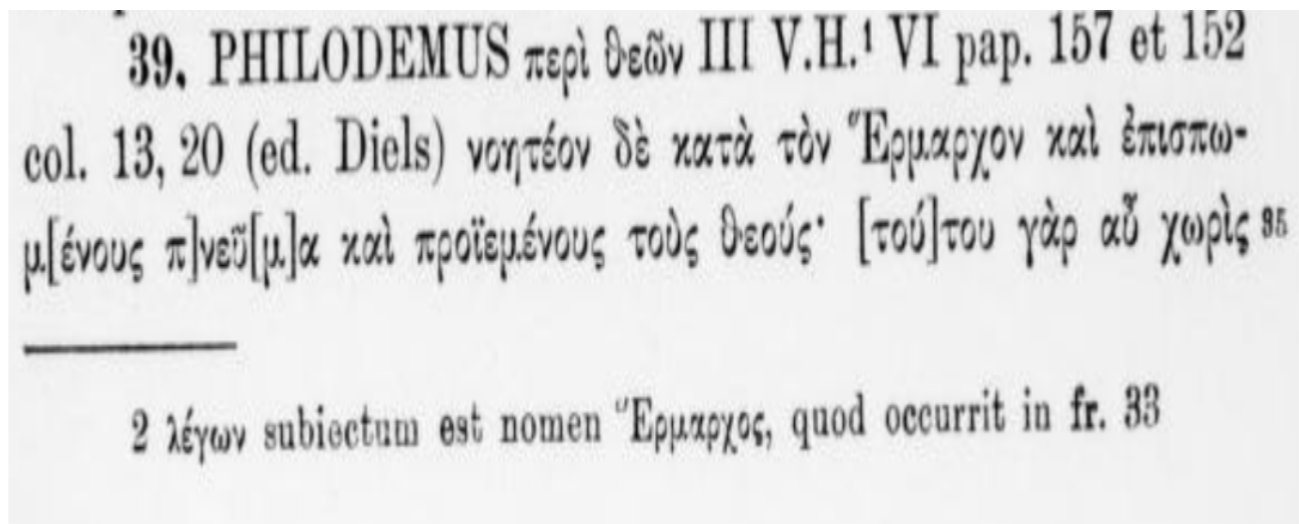 39. PHILODEMUS περὶ θεῶν III V.H.¹ VI pap. 157 et 152
col. 13, 20 (ed. Diels) νοητέον δὲ κατὰ τὸν Ἕρμαρχον καὶ ἐπισπω-
μ[ένους π]νεῦ[μ]α καὶ προϊεμένους τοὺς θεούς· [τού]του γὰρ αὖ χωρὶς 35
2 λέγων subiectum est nomen Ἕρμαρχος, quod occurrit in fr. 33